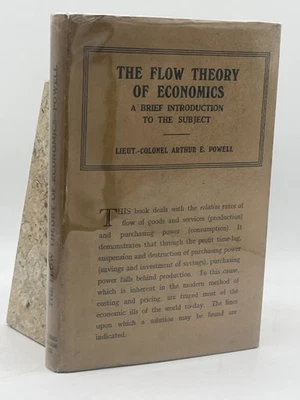 THE FLOW THEORY
OF ECONOMICS
A BRIEF INTRODUCTION
TO THE SUBJECT
LIEUT.-COLONEL ARTHUR E. POWELL
THIS book deals with the relative rates of
flow of goods and services (production)
and purchasing power (consumption) It
demonstrates that through the profit time-lag,
suspension and destruction of purchasing power
(savings and investment of savings), purchasing
power falls behind production. To this cause,
which is inherent in the modern method of
costing and pricing, are traced most of the
economic ills of the world to-day. The lines
upon which a solution may be found are
indicated.
THEORY OF ECONOMICS POWELL